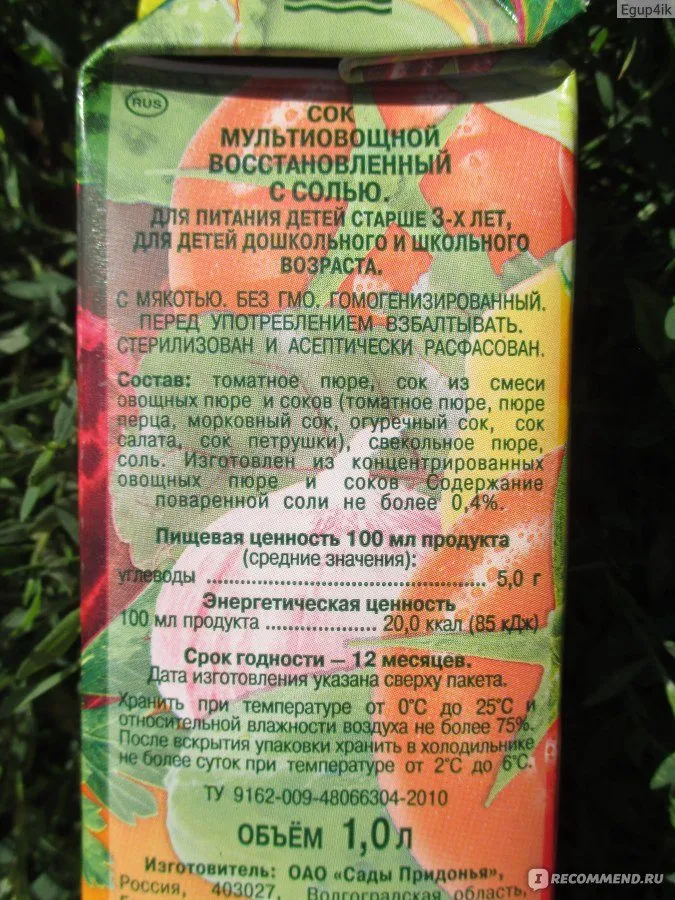 Egup4ik
RUS
СОК
МУЛЬТИОВОЩНОЙ
ВОССТАНОВЛЕННЫЙ
С СОЛЬЮ.
ДЛЯ ПИТАНИЯ ДЕТЕЙ СТАРШЕ 3-Х ЛЕТ,
ДЛЯ ДЕТЕЙ ДОШКОЛЬНОГО И ШКОЛЬНОГО
ВОЗРАСТА.
С МЯКОТЬЮ. БЕЗ ГМО. ГОМОГЕНИЗИРОВАННЫЙ.
ПЕРЕД УПОТРЕБЛЕНИЕМ ВЗБАЛТЫВАТЬ.
СТЕРИЛИЗОВАН И АСЕПТИЧЕСКИ РАСФАСОВАН.
Состав: томатное пюре, сок из смеси
овощных пюре и соков (томатное пюре, пюре
перца, морковный сок, огуречный сок, сок
салата, сок петрушки), свекольное пюре,
соль. Изготовлен из концентрированных
овощных пюре и соков Содержание
поваренной соли не более 0,4%.
Пищевая ценность 100 мл продукта
(средние значения):
углеводы ........................................ 5,0 г
Энергетическая ценность
100 мл продукта ................. 20,0 ккал (85 кДж)
Срок годности – 12 месяцев.
Дата изготовления указана сверху пакета.
Хранить при температуре от 0°C до 25°C и
относительной влажности воздуха не более 75%.
После вскрытия упаковки хранить в холодильнике
не более суток при температуре от 2°C до 6°C.
ТУ 9162-009-48066304-2010
ОБЪЁМ 1,0 л
Изготовитель: ОАО «Сады Придонья»,
Россия, 403027, Волгоградская область,
IRECOMMEND.RU